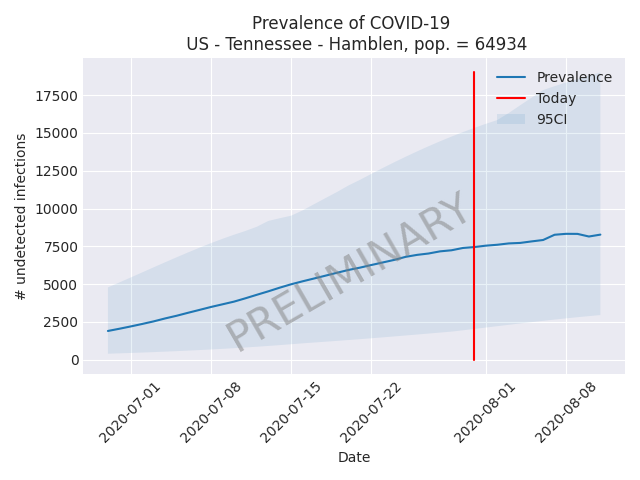 Prevalence of COVID-19
US - Tennessee - Hamblen, pop. = 64934
# undetected infections
17500
15000
12500
10000
7500
5000
2500
0
Prevalence
Today
95CI
PRELIMINARY
2020-07-01
2020-07-08
2020-07-15
2020-07-22
2020-08-01
2020-08-08
Date